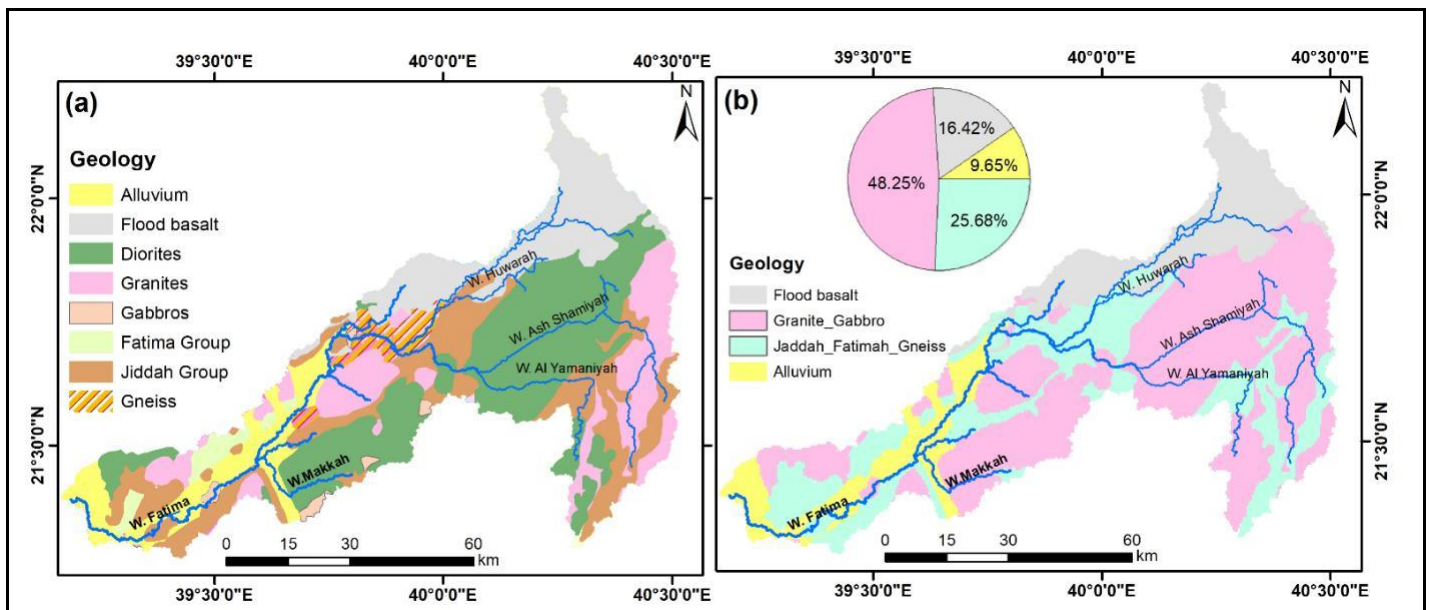 39°30'0"E
40°0'0"E
40°30'0"E
(a)
N
Geology
Alluvium
Flood basalt
Diorites
Granites
Gabbros
Fatima Group
Jiddah Group
Gneiss
22°0'0"N
21°30'0"N
W. Huwarah
W. Ash Shamiyah
W. Al Yamaniyah
W.Makkah
W. Fatima
0 15 30 60
km
39°30'0"E
40°0'0"E
40°30'0"E
39°30'0"E
40°0'0"E
40°30'0"E
(b)
N
16.42%
9.65%
48.25%
25.68%
Geology
Flood basalt
Granite_Gabbro
Jaddah_Fatimah_Gneiss
Alluvium
22°0'0"N
21°30'0"N
W. Huwarah
W. Ash Shamiyah
W. Al Yamaniyah
W.Makkah
W. Fatima
0 15 30 60
km
39°30'0"E
40°0'0"E
40°30'0"E